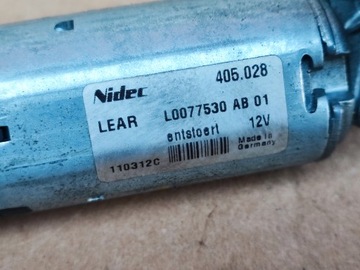 Nidec 405.028
LEAR L0077530 AB 01
entstoert 12V
110312C Made in
Germany